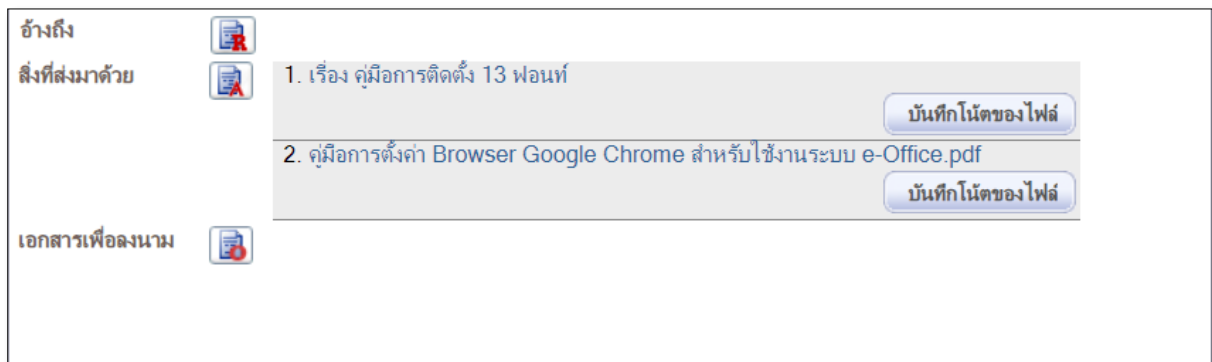 อ้างถึง
สิ่งที่ส่งมาด้วย
1. เรื่อง คู่มือการติดตั้ง 13 ฟอนท์
บันทึกโน้ตของไฟล์
2. คู่มือการตั้งค่า Browser Google Chrome สำหรับใช้งานระบบ e-Office.pdf
บันทึกโน้ตของไฟล์
เอกสารเพื่อลงนาม